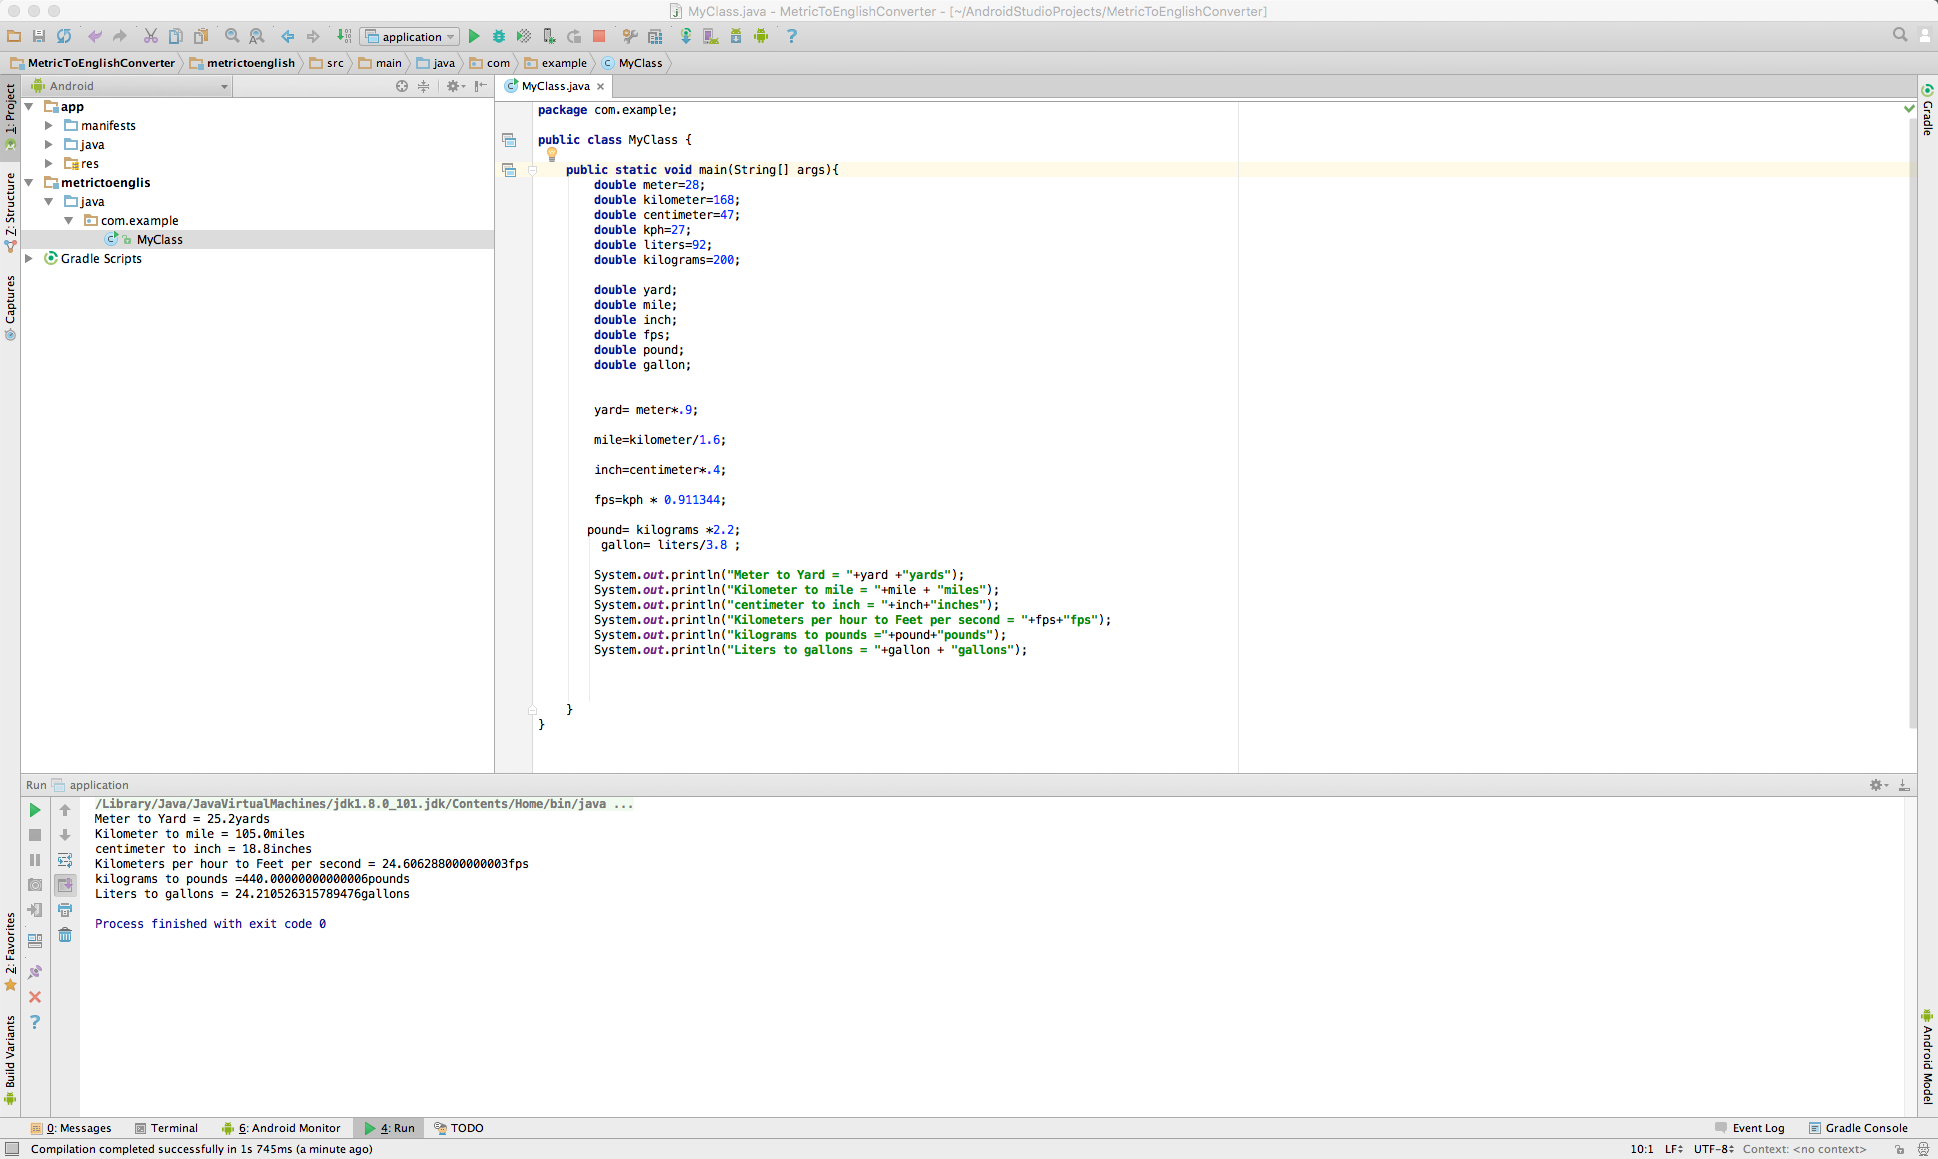 MyClass.java - MetricToEnglishConverter - [~/AndroidStudioProjects/MetricToEnglishConverter]
application
MetricToEnglishConverter metrictoenglish src main java com example MyClass
Android
MyClass.java
1: Project
Z: Structure
Captures
2: Favorites
Build Variants
app
manifests
java
res
metrictoenglis
java
com.example
MyClass
Gradle Scripts
package com.example;
public class MyClass {
public static void main(String[] args){
double meter=28;
double kilometer=168;
double centimeter=47;
double kph=27;
double liters=92;
double kilograms=200;
double yard;
double mile;
double inch;
double fps;
double pound;
double gallon;
yard= meter*.9;
mile=kilometer/1.6;
inch=centimeter*.4;
fps=kph * 0.911344;
pound= kilograms *2.2;
gallon= liters/3.8 ;
System.out.println("Meter to Yard = "+yard +"yards");
System.out.println("Kilometer to mile = "+mile + "miles");
System.out.println("centimeter to inch = "+inch+"inches");
System.out.println("Kilometers per hour to Feet per second = "+fps+"fps");
System.out.println("kilograms to pounds ="+pound+"pounds");
System.out.println("Liters to gallons = "+gallon + "gallons");
}
}
Gradle
Android Model
Run application
/Library/Java/JavaVirtualMachines/jdk1.8.0_101.jdk/Contents/Home/bin/java ...
Meter to Yard = 25.2yards
Kilometer to mile = 105.0miles
centimeter to inch = 18.8inches
Kilometers per hour to Feet per second = 24.606288000000003fps
kilograms to pounds =440.00000000000006pounds
Liters to gallons = 24.210526315789476gallons
Process finished with exit code 0
0: Messages Terminal 6: Android Monitor 4: Run TODO Event Log Gradle Console
Compilation completed successfully in 1s 745ms (a minute ago) 10:1 LF UTF-8 Context: <no context>